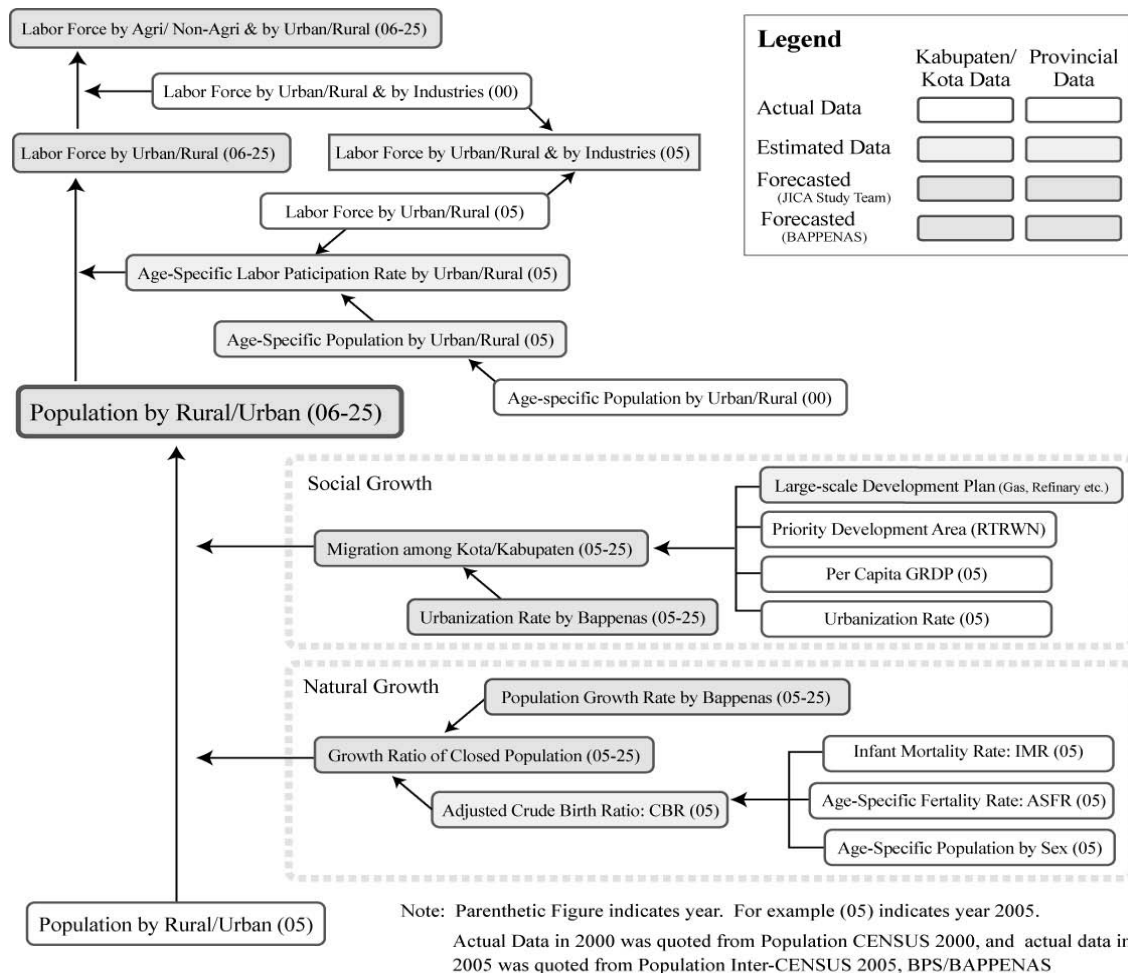 Labor Force by Agri/ Non-Agri & by Urban/Rural (06-25)
Labor Force by Urban/Rural & by Industries (00)
Labor Force by Urban/Rural (06-25)
Labor Force by Urban/Rural & by Industries (05)
Labor Force by Urban/Rural (05)
Age-Specific Labor Paticipation Rate by Urban/Rural (05)
Age-Specific Population by Urban/Rural (05)
Age-specific Population by Urban/Rural (00)
Population by Rural/Urban (06-25)
Legend
Kabupaten/
Kota Data
Provincial
Data
Actual Data
Estimated Data
Forecasted
(JICA Study Team)
Forecasted
(BAPPENAS)
Social Growth
Large-scale Development Plan (Gas, Refinary etc.)
Priority Development Area (RTRWN)
Migration among Kota/Kabupaten (05-25)
Per Capita GRDP (05)
Urbanization Rate by Bappenas (05-25)
Urbanization Rate (05)
Natural Growth
Population Growth Rate by Bappenas (05-25)
Growth Ratio of Closed Population (05-25)
Infant Mortality Rate: IMR (05)
Adjusted Crude Birth Ratio: CBR (05)
Age-Specific Fertality Rate: ASFR (05)
Age-Specific Population by Sex (05)
Population by Rural/Urban (05)
Note: Parenthetic Figure indicates year. For example (05) indicates year 2005.
Actual Data in 2000 was quoted from Population CENSUS 2000, and actual data in
2005 was quoted from Population Inter-CENSUS 2005, BPS/BAPPENAS